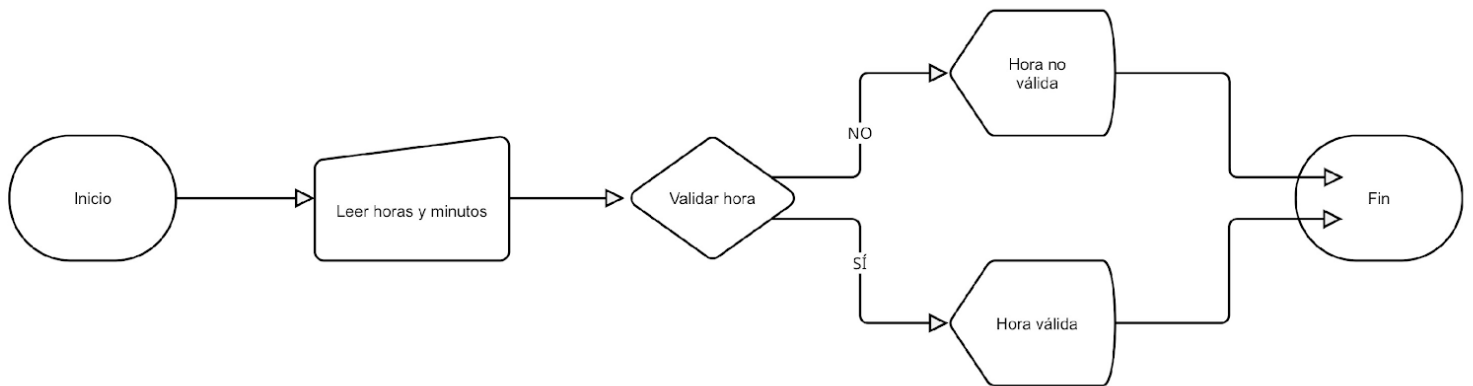 Inicio
Leer horas y minutos
Validar hora
NO
SÍ
Hora no
válida
Hora válida
Fin